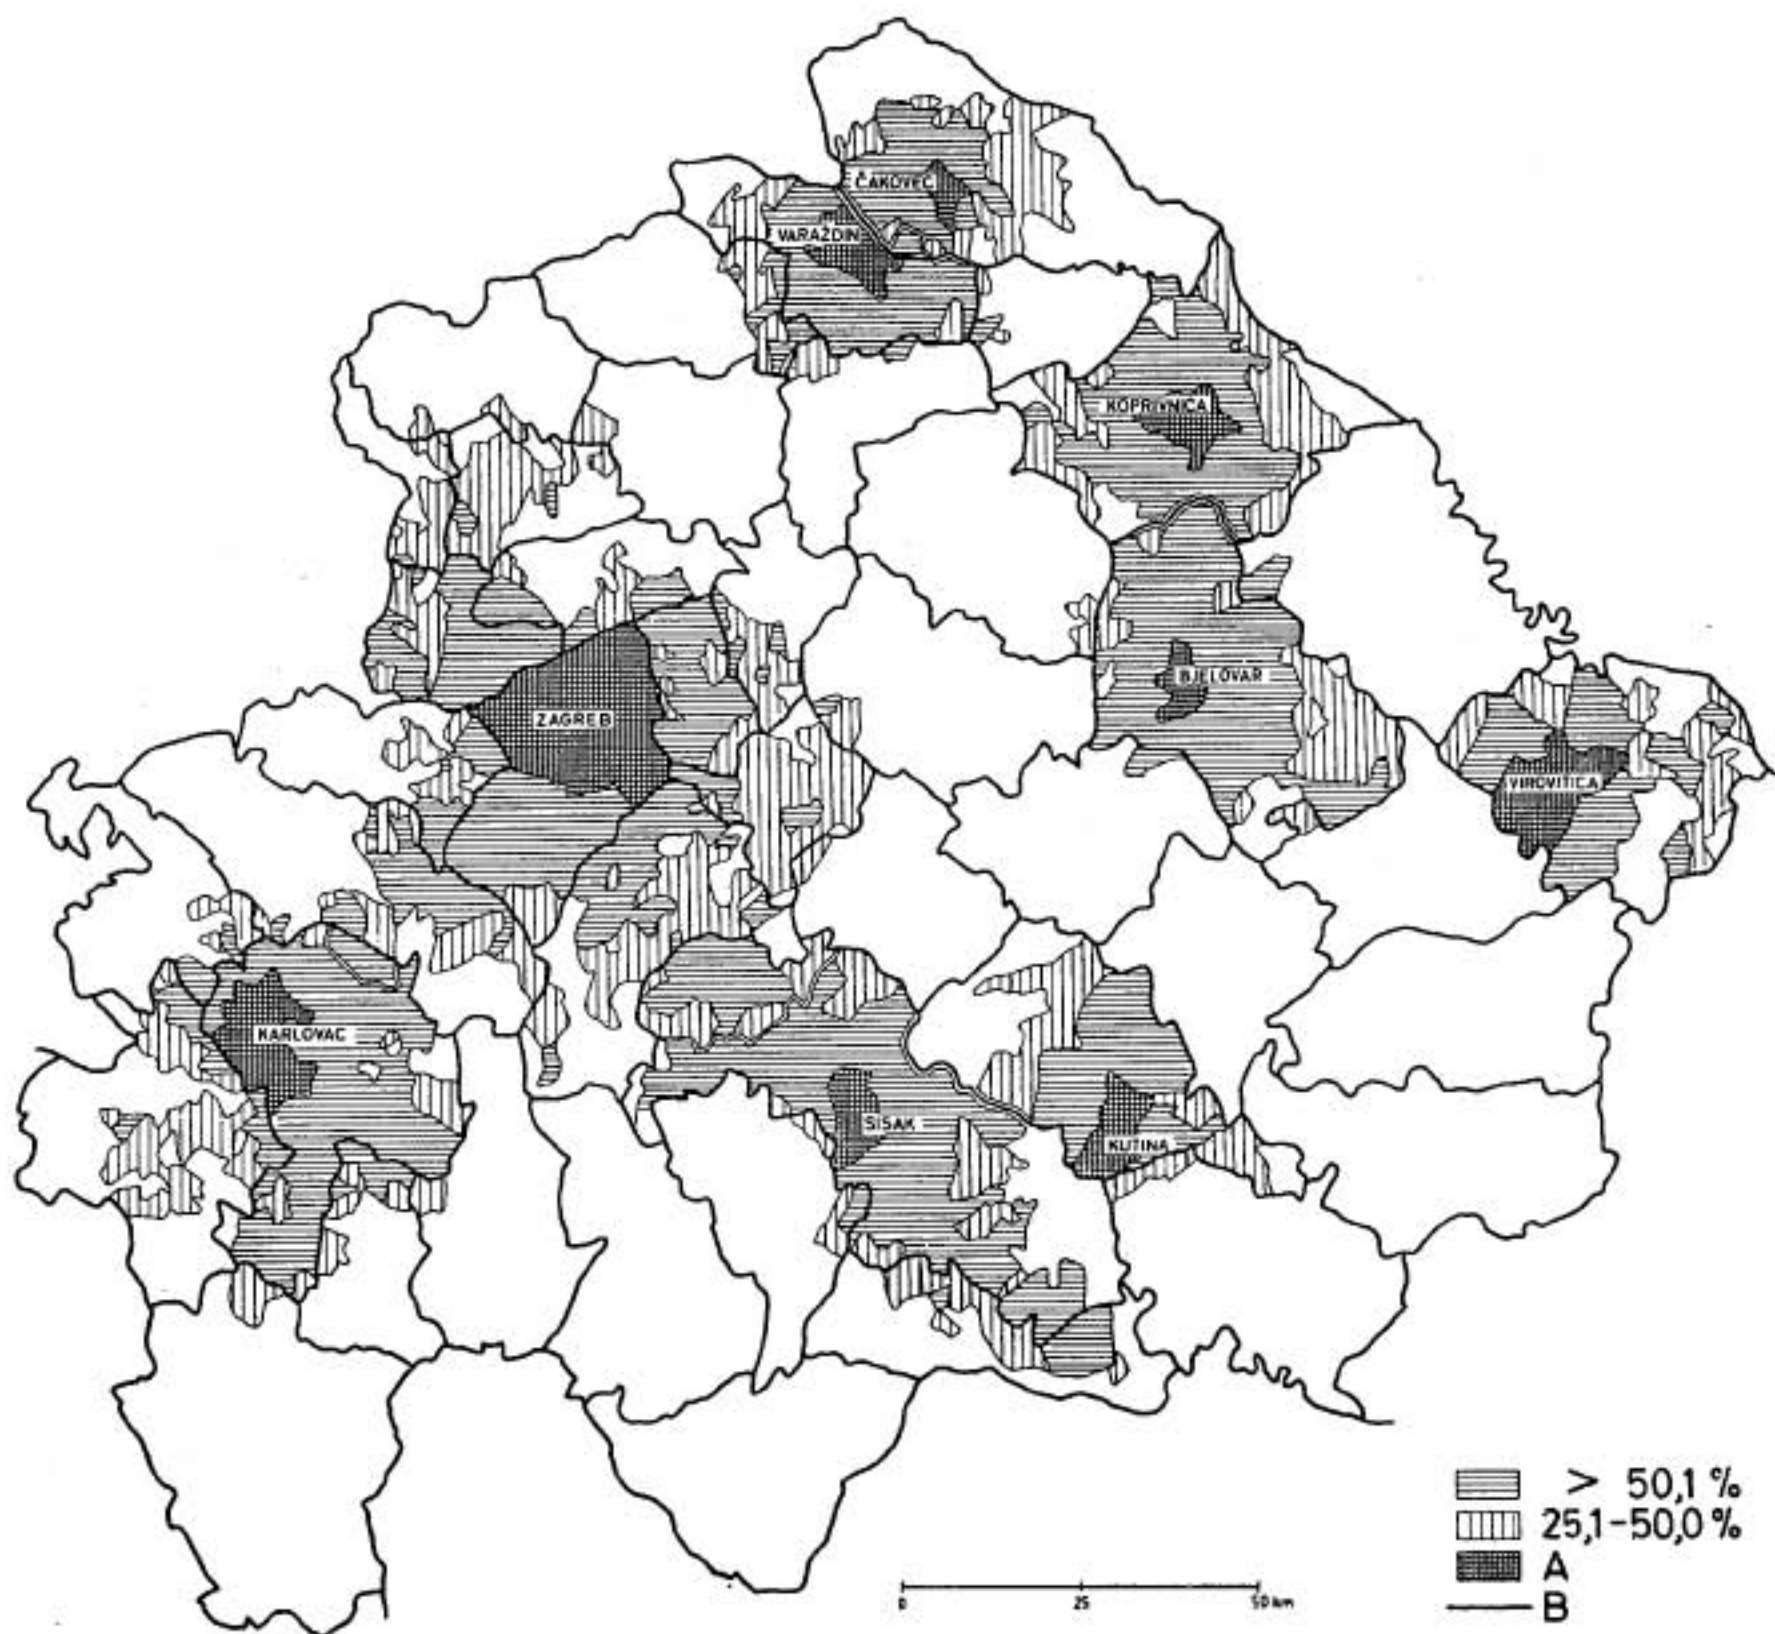 ČAKOVEC
VARAŽDIN
KOPRIVNICA
BJELOVAR
ZAGREB
VIROVITICA
KARLOVAC
SISAK
KUTINA
> 50,1 %
25,1-50,0 %
A
B
0 25 50 km